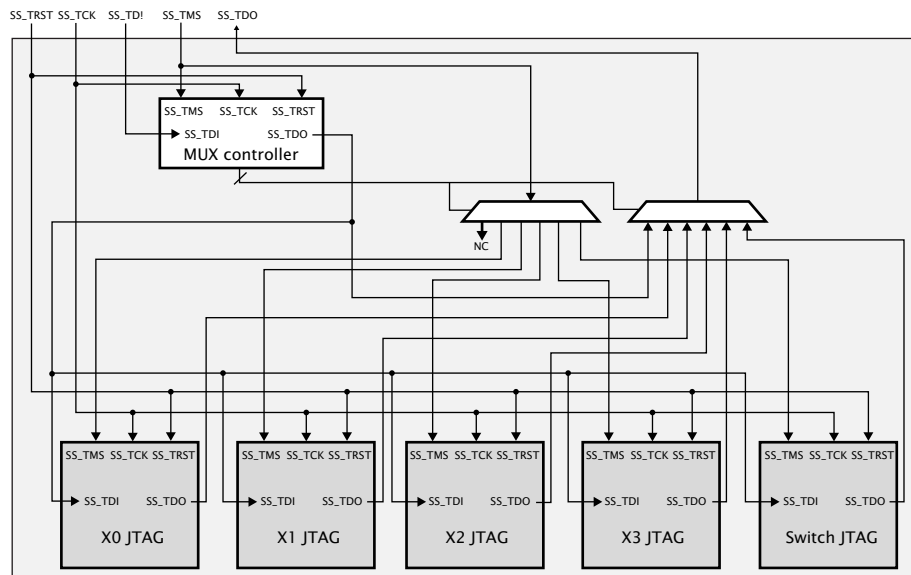 SS_TRST SS_TCK SS_TD! SS_TMS SS_TDO
SS_TMS SS_TCK SS_TRST
SS_TDI SS_TDO
MUX controller
NC
SS_TMS SS_TCK SS_TRST
SS_TDI SS_TDO
X0 JTAG
SS_TMS SS_TCK SS_TRST
SS_TDI SS_TDO
X1 JTAG
SS_TMS SS_TCK SS_TRST
SS_TDI SS_TDO
X2 JTAG
SS_TMS SS_TCK SS_TRST
SS_TDI SS_TDO
X3 JTAG
SS_TMS SS_TCK SS_TRST
SS_TDI SS_TDO
Switch JTAG